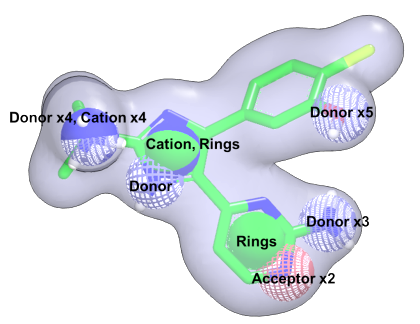 Donor x4, Cation x4
Donor x5
Cation, Rings
Donor
Donor x3
Rings
Acceptor x2